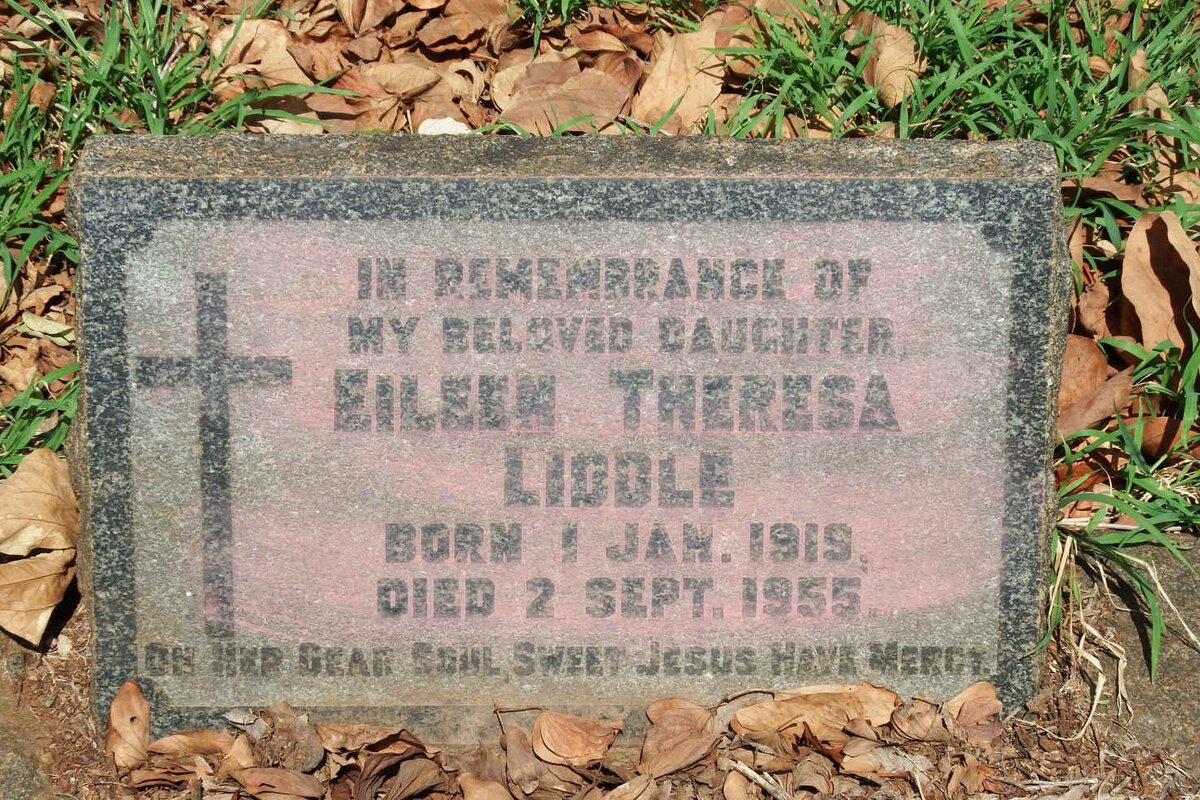 IN REMEMBRANCE OF
MY BELOVED DAUGHTER
EILEEN THERESA
LIDDLE
BORN 1 JAN. 1919.
DIED 2 SEPT. 1955.
ON HER DEAR SOUL SWEET JESUS HAVE MERCY.